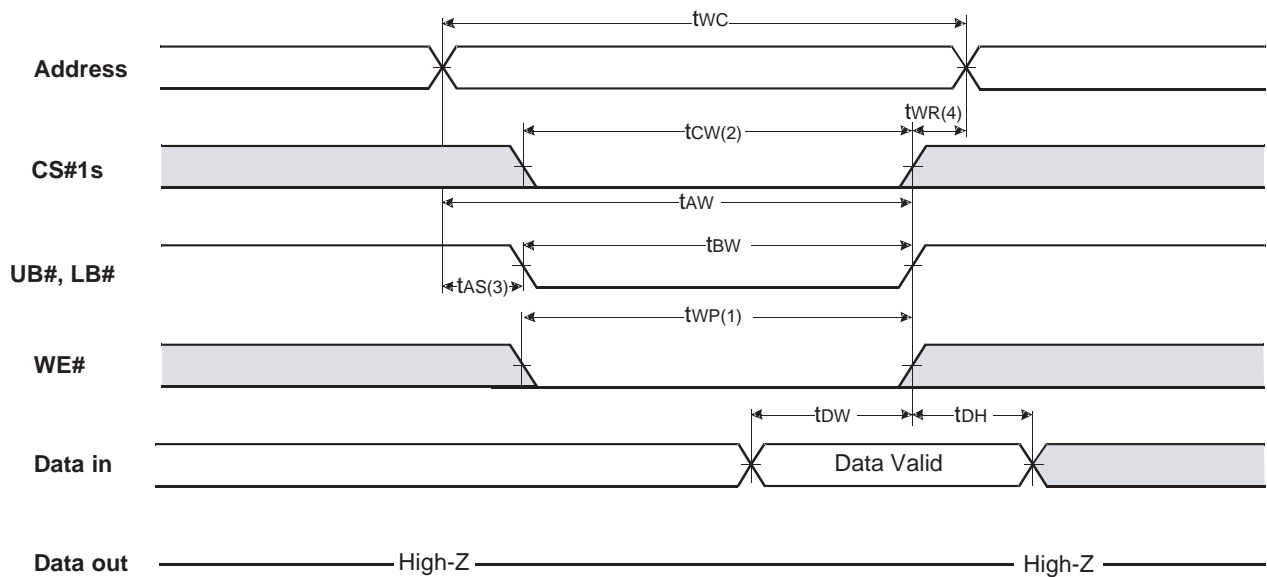 tWC
Address
tWR(4)
tCW(2)
CS#1s
tAW
tBW
UB#, LB#
tAS(3)
tWP(1)
WE#
tDW
tDH
Data in
Data Valid
Data out
High-Z
High-Z